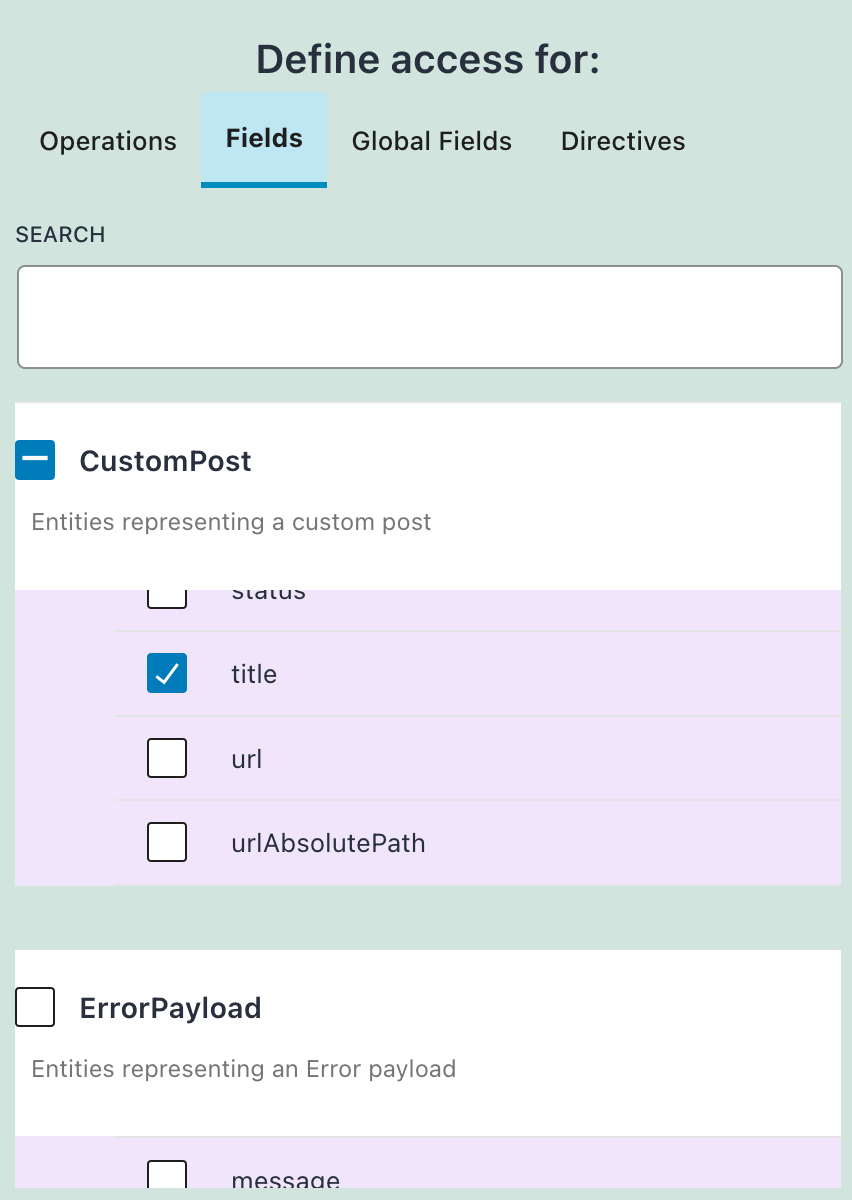 Define access for:
Operations Fields Global Fields Directives
SEARCH
CustomPost
Entities representing a custom post
status
title
url
urlAbsolutePath
ErrorPayload
Entities representing an Error payload
message